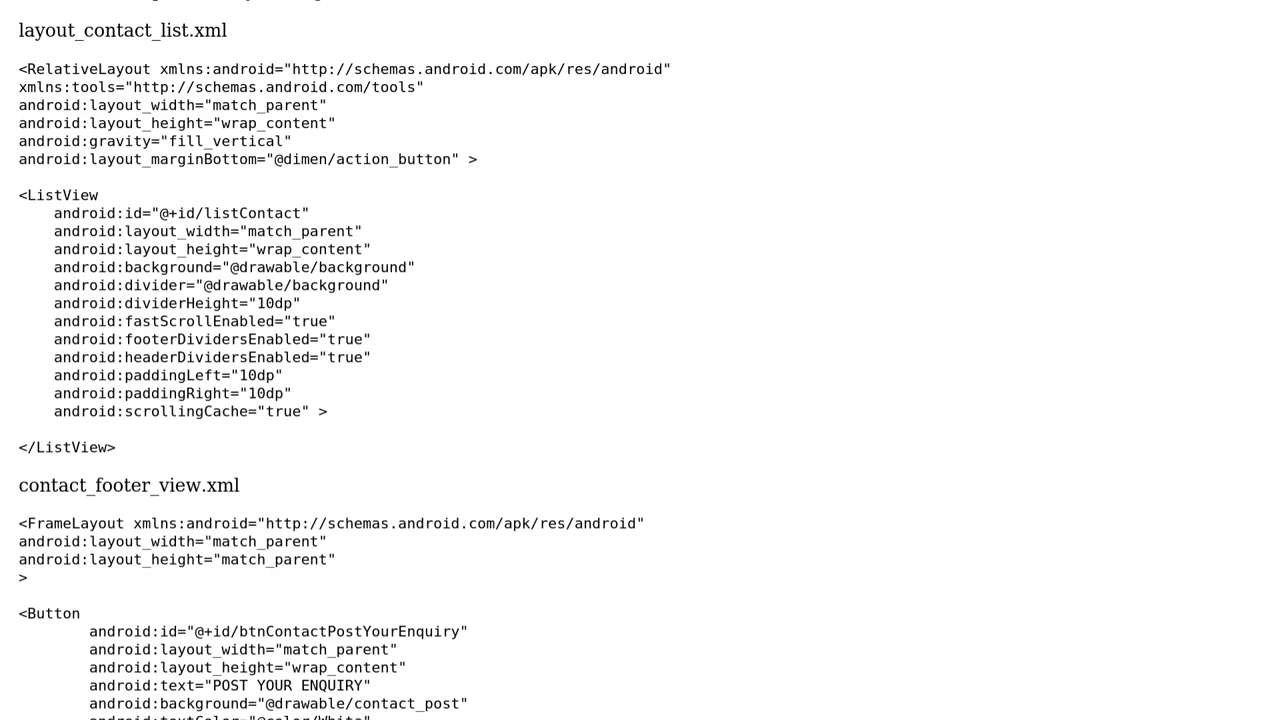 layout_contact_list.xml
<RelativeLayout xmlns:android="http://schemas.android.com/apk/res/android"
xmlns:tools="http://schemas.android.com/tools"
android:layout_width="match_parent"
android:layout_height="wrap_content"
android:gravity="fill_vertical"
android:layout_marginBottom="@dimen/action_button" >
<ListView
    android:id="@+id/listContact"
    android:layout_width="match_parent"
    android:layout_height="wrap_content"
    android:background="@drawable/background"
    android:divider="@drawable/background"
    android:dividerHeight="10dp"
    android:fastScrollEnabled="true"
    android:footerDividersEnabled="true"
    android:headerDividersEnabled="true"
    android:paddingLeft="10dp"
    android:paddingRight="10dp"
    android:scrollingCache="true" >
</ListView>
contact_footer_view.xml
<FrameLayout xmlns:android="http://schemas.android.com/apk/res/android"
android:layout_width="match_parent"
android:layout_height="match_parent"
>
<Button
        android:id="@+id/btnContactPostYourEnquiry"
        android:layout_width="match_parent"
        android:layout_height="wrap_content"
        android:text="POST YOUR ENQUIRY"
        android:background="@drawable/contact_post"
        android:textColor="@color/White"